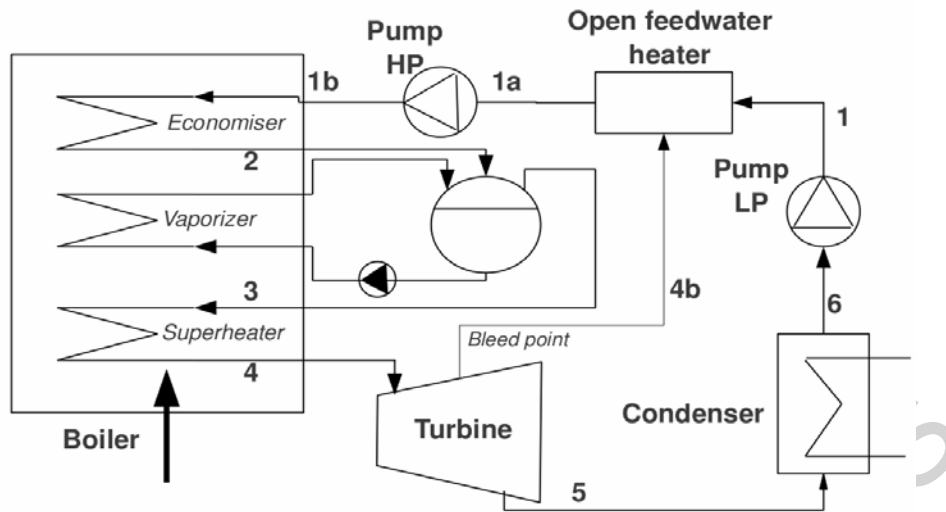 Pump
HP
Open feedwater
heater
1b
1a
Economiser
1
2
Pump
LP
Vaporizer
3
4b
6
Superheater
Bleed point
4
Boiler
Turbine
Condenser
5